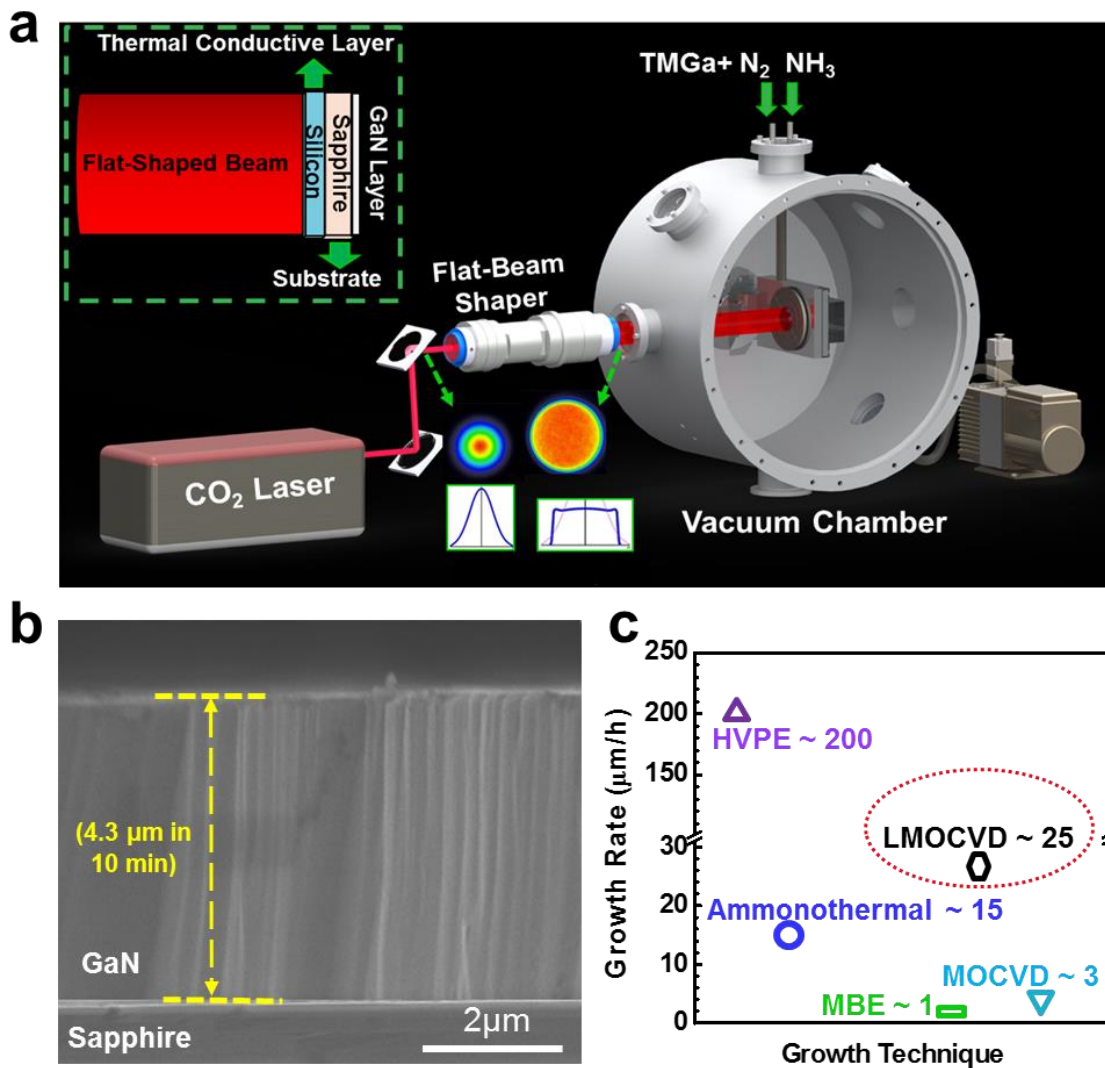 a
Thermal Conductive Layer
Flat-Shaped Beam
Silicon
Sapphire
GaN Layer
Substrate
TMGa+ N₂ NH₃
Flat-Beam
Shaper
CO₂ Laser
Vacuum Chamber
b
(4.3 μm in
10 min)
GaN
Sapphire
2μm
c
Growth Rate (μm/h)
250
200
150
30
20
10
0
HVPE ~ 200
LMOCVD ~ 25
Ammonothermal ~ 15
MOCVD ~ 3
MBE ~ 1
Growth Technique